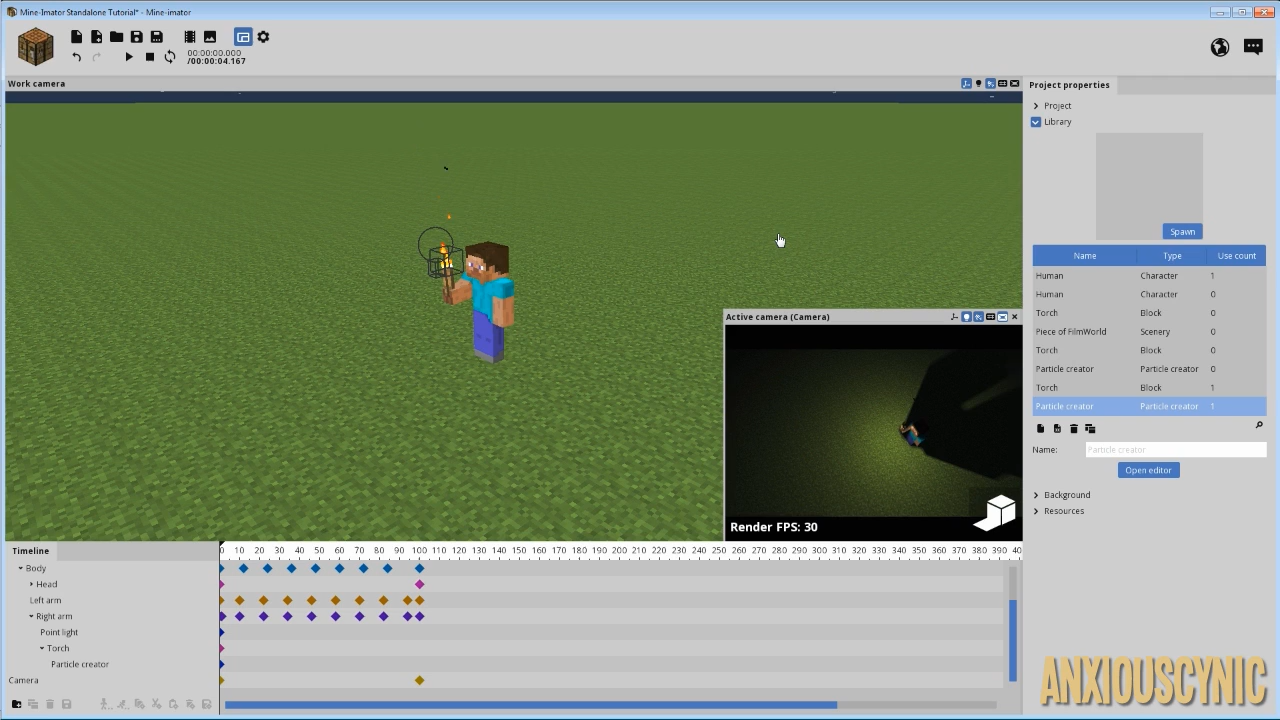 Mine-Imator Standalone Tutorial* - Mine-imator
00:00:00.000
/00:00:04.167
Work camera
Project properties
Project
Library
Spawn
Name Type Use count
Human Character 1
Human Character 0
Torch Block 0
Piece of FilmWorld Scenery 0
Torch Block 0
Particle creator Particle creator 0
Torch Block 1
Particle creator Particle creator 1
Name: Particle creator
Open editor
Background
Resources
Active camera (Camera)
Render FPS: 30
Timeline
0 10 20 30 40 50 60 70 80 90 100 110 120 130 140 150 160 170 180 190 200 210 220 230 240 250 260 270 280 290 300 310 320 330 340 350 360 370 380 390 40
Body
Head
Left arm
Right arm
Point light
Torch
Particle creator
Camera
ANXIOUSCYNIC